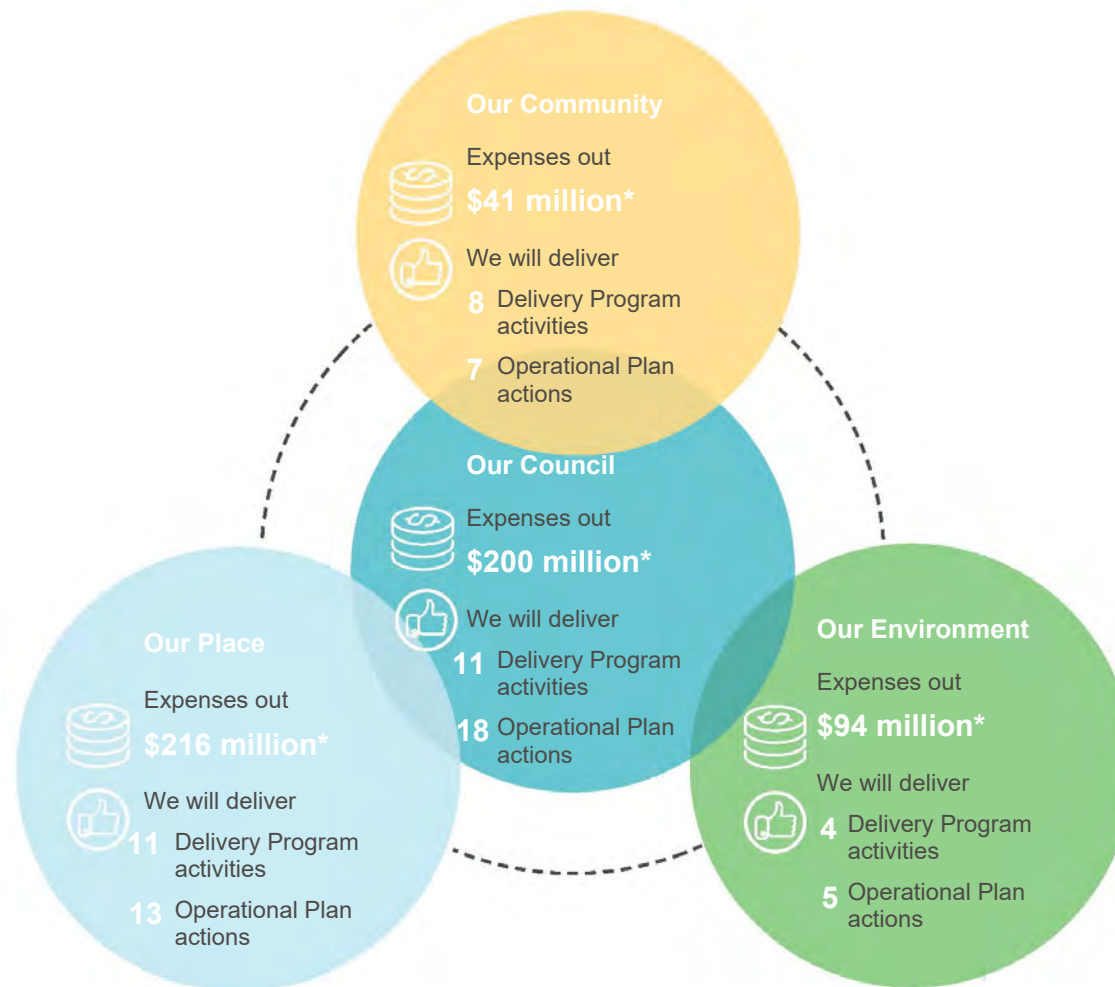 Our Community
Expenses out
$41 million*
We will deliver
8 Delivery Program
activities
7 Operational Plan
actions
Our Council
Expenses out
$200 million*
We will deliver
11 Delivery Program
activities
18 Operational Plan
actions
Our Place
Expenses out
$216 million*
We will deliver
11 Delivery Program
activities
13 Operational Plan
actions
Our Environment
Expenses out
$94 million*
We will deliver
4 Delivery Program
activities
5 Operational Plan
actions